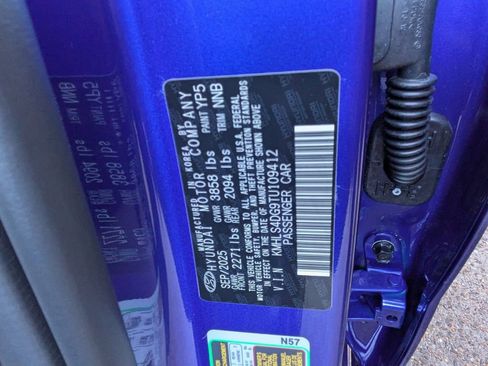 MANUFACTURED IN KOREA BY
HYUNDAI MOTOR COMPANY
SEP/2025 GVWR 3858 lbs PAINT YP5
GAWR FRONT 2271 lbs GAWR REAR 2094 lbs TRIM NNB
THIS VEHICLE CONFORMS TO ALL APPLICABLE U.S.A. FEDERAL
MOTOR VEHICLE SAFETY AND THEFT PREVENTION STANDARDS
IN EFFECT ON THE DATE OF MANUFACTURE SHOWN ABOVE
V.I.N KMHLS4DG9TU109412
PASSENGER CAR
N57